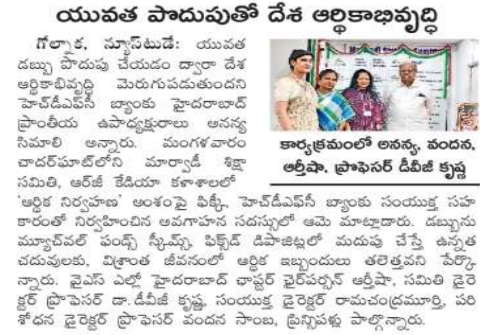 యువత పొదుపుతో దేశ ఆర్థికాభివృద్ధి
గోల్నాక, న్యూస్‌టుడే: యువత
డబ్బు పొదుపు చేయడం ద్వారా దేశ
ఆర్థికాభివృద్ధి మెరుగుపడుతుందని
హెచ్‌డీఎఫ్‌సీ బ్యాంకు హైదరాబాద్
ప్రాంతీయ ఉపాధ్యక్షురాలు అనన్య
సిమాలి అన్నారు. మంగళవారం
చాదర్‌ఘాట్‌లోని మార్వాడీ శిక్షా
సమితి, ఆర్‌జీ కేడియా కళాశాలలో
కార్యక్రమంలో అనన్య, వందన,
ఆర్తీషా, ప్రొఫెసర్ డీవీజీ కృష్ణ
'ఆర్థిక నిర్వహణ' అంశంపై ఫిక్కీ, హెచ్‌డీఎఫ్‌సీ బ్యాంకు సంయుక్త సహ
కారంతో నిర్వహించిన అవగాహన సదస్సులో ఆమె మాట్లాడారు. డబ్బును
మ్యూచ్‌వల్ ఫండ్స్ స్కీమ్స్, ఫిక్స్‌డ్ డిపాజిట్లలో మదుపు చేస్తే ఉన్నత
చదువులకు, విశ్రాంత జీవనంలో ఆర్థిక ఇబ్బందులు తలెత్తవని పేర్కొ
న్నారు. వైఎస్ ఎల్లో హైదరాబాద్ ఛాప్టర్ ఛైర్‌పర్సన్ ఆర్తీషా, సమితి డైరె
క్టర్ ప్రొఫెసర్ డా.డీవీజీ కృష్ణ, సంయుక్త డైరెక్టర్ రామచంద్రమూర్తి, పరి
శోధన డైరెక్టర్ ప్రొఫెసర్ వందన సాంబ, ప్రిన్సిపళ్లు పాల్గొన్నారు.